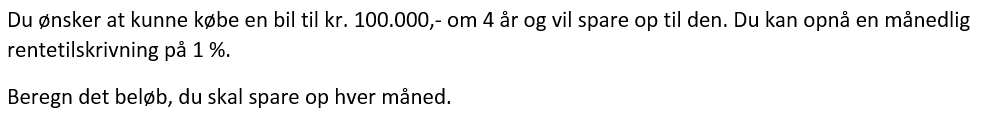 Du ønsker at kunne købe en bil til kr. 100.000,- om 4 år og vil spare op til den. Du kan opnå en månedlig
rentetilskrivning på 1 %.
Beregn det beløb, du skal spare op hver måned.